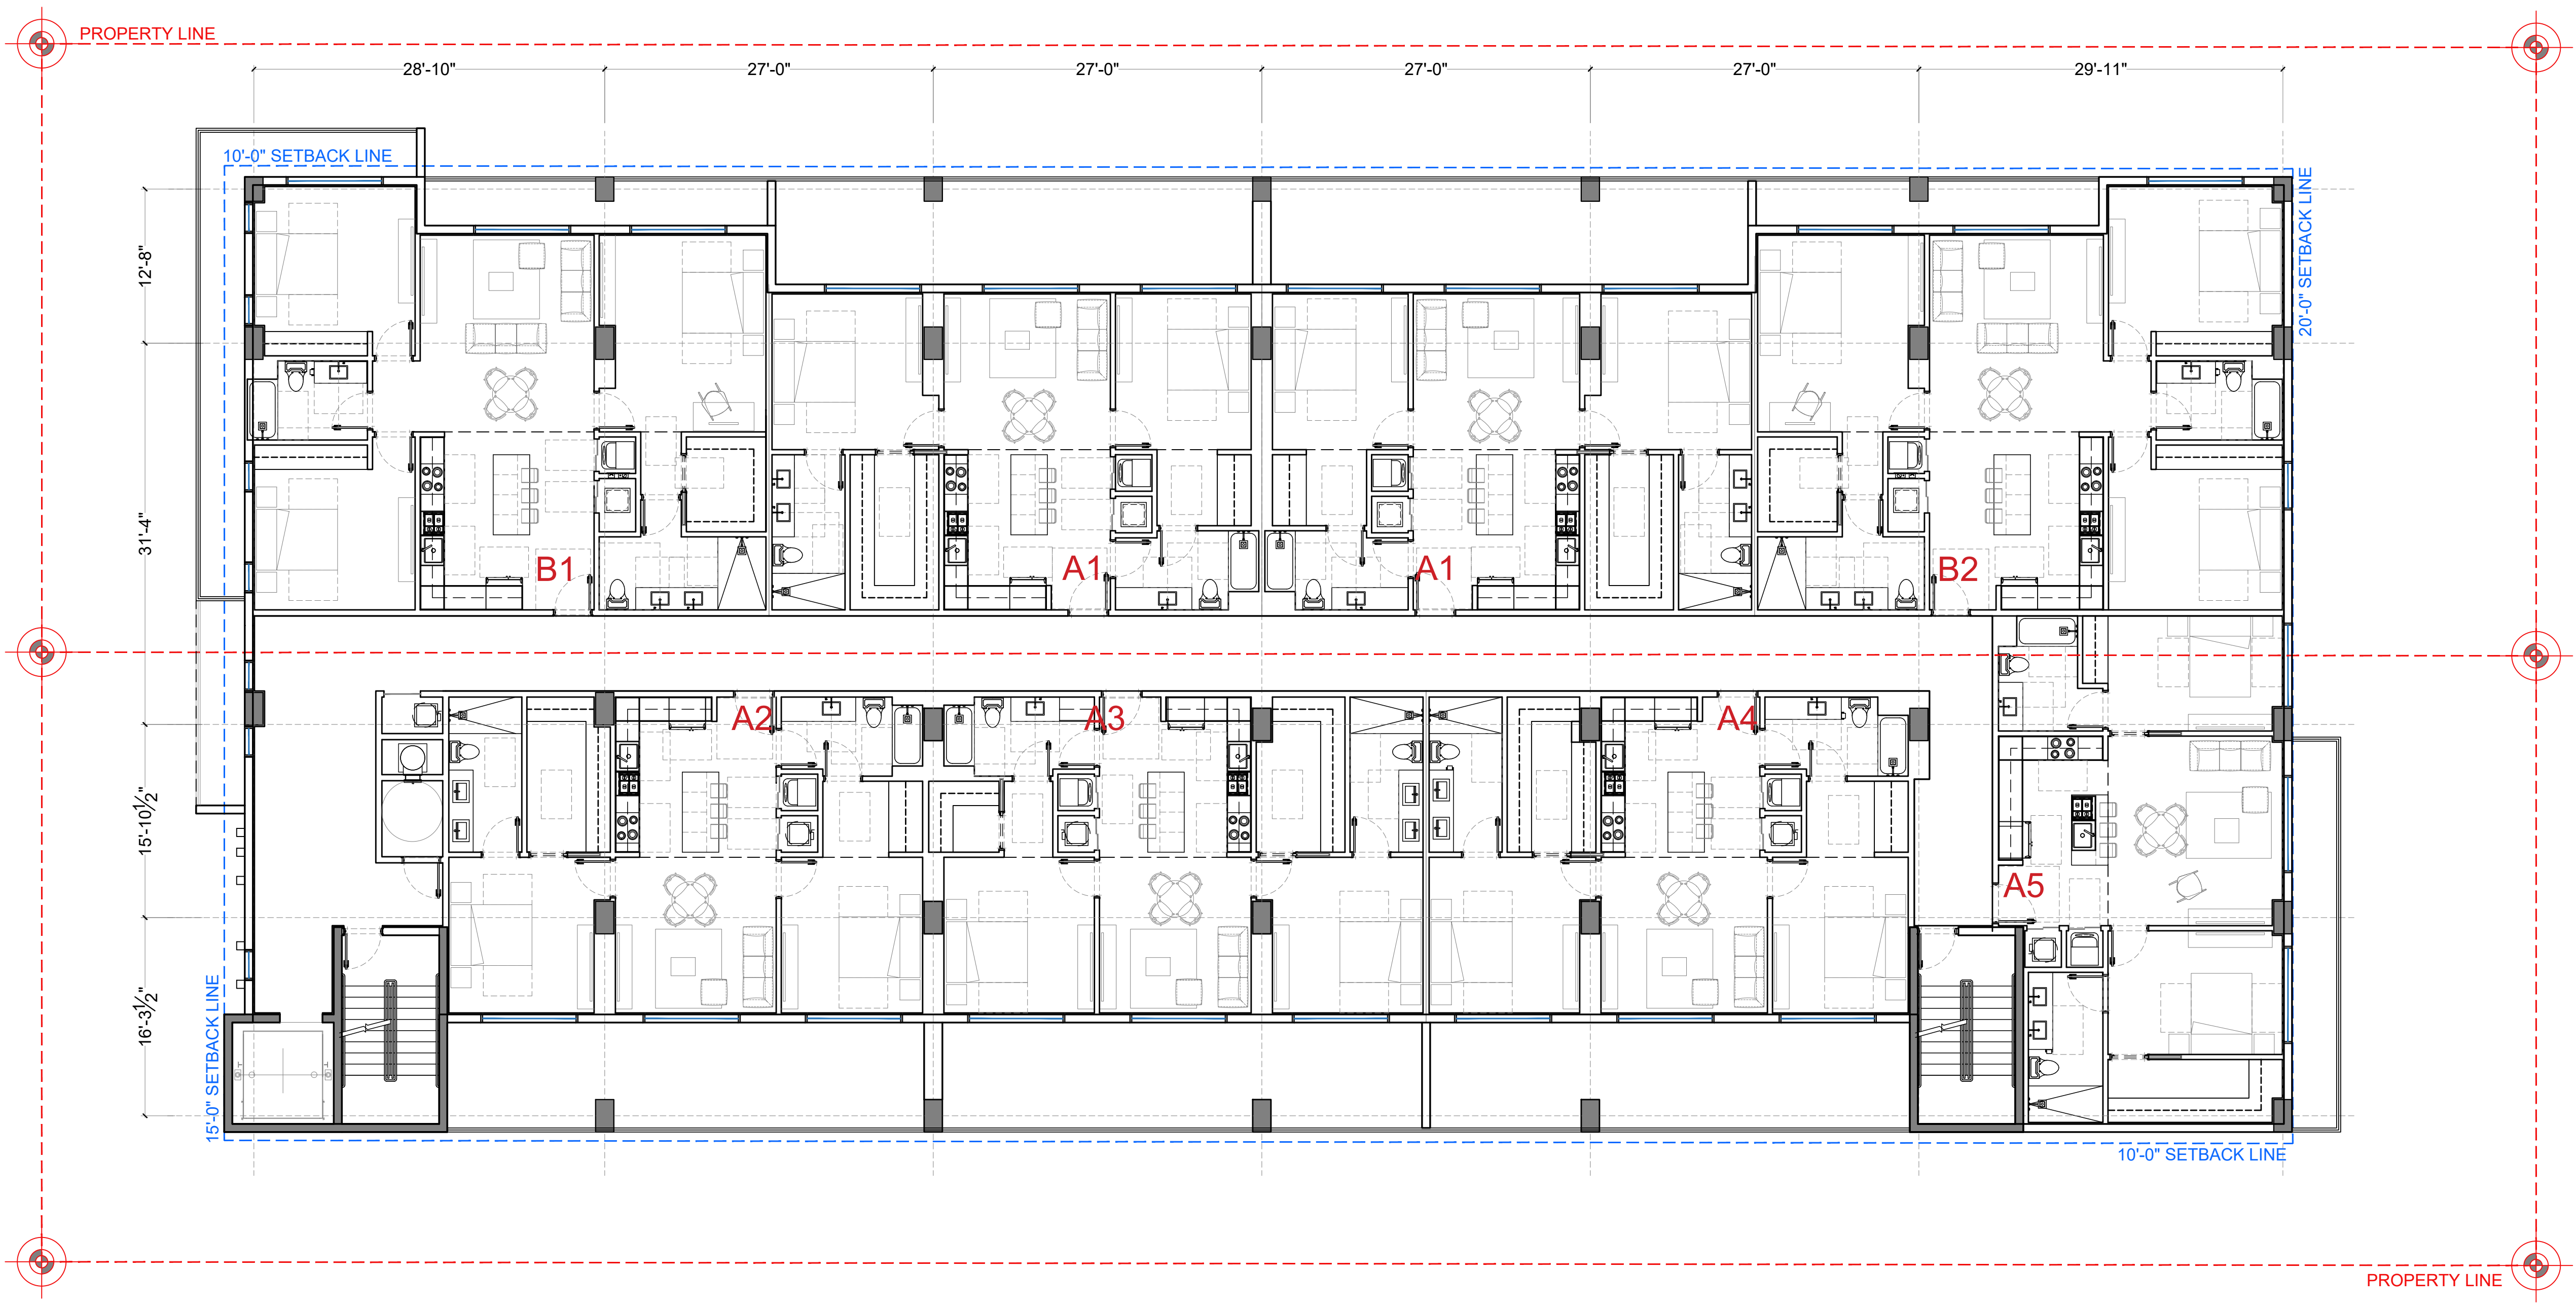 PROPERTY LINE
28'-10"
27'-0"
27'-0"
27'-0"
27'-0"
29'-11"
10'-0" SETBACK LINE
20'-0" SETBACK LINE
12'-8"
31'-4"
B1
A1
A1
B2
A2
A3
A4
A5
15'-10½"
16'-3½"
15'-0" SETBACK LINE
10'-0" SETBACK LINE
PROPERTY LINE